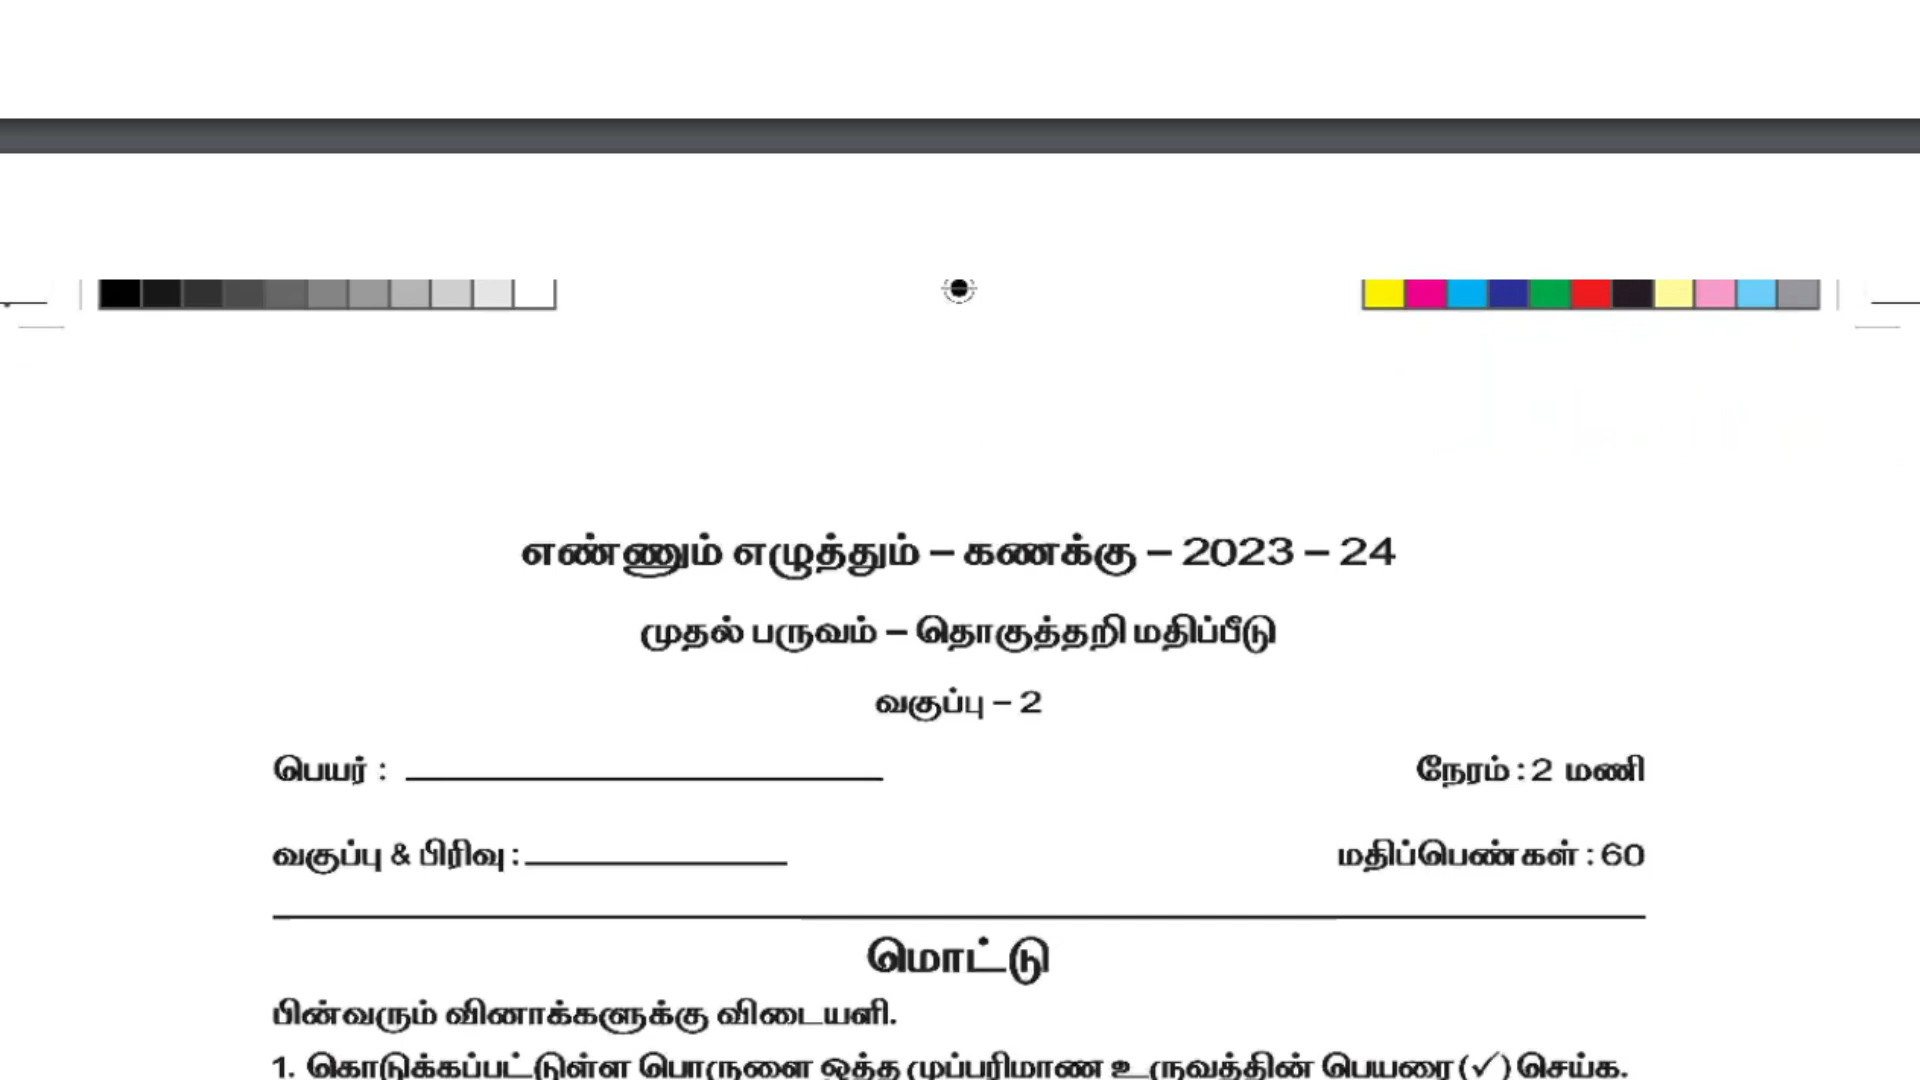 எண்ணும் எழுத்தும் – கணக்கு – 2023 – 24
முதல் பருவம் – தொகுத்தறி மதிப்பீடு
வகுப்பு – 2
பெயர் : நேரம் : 2 மணி
வகுப்பு & பிரிவு : மதிப்பெண்கள் : 60
மொட்டு
பின்வரும் வினாக்களுக்கு விடையளி.
1. கொடுக்கப்பட்டுள்ள பொருளை ஒத்த முப்பரிமாண உருவத்தின் பெயரை (✓) செய்க.